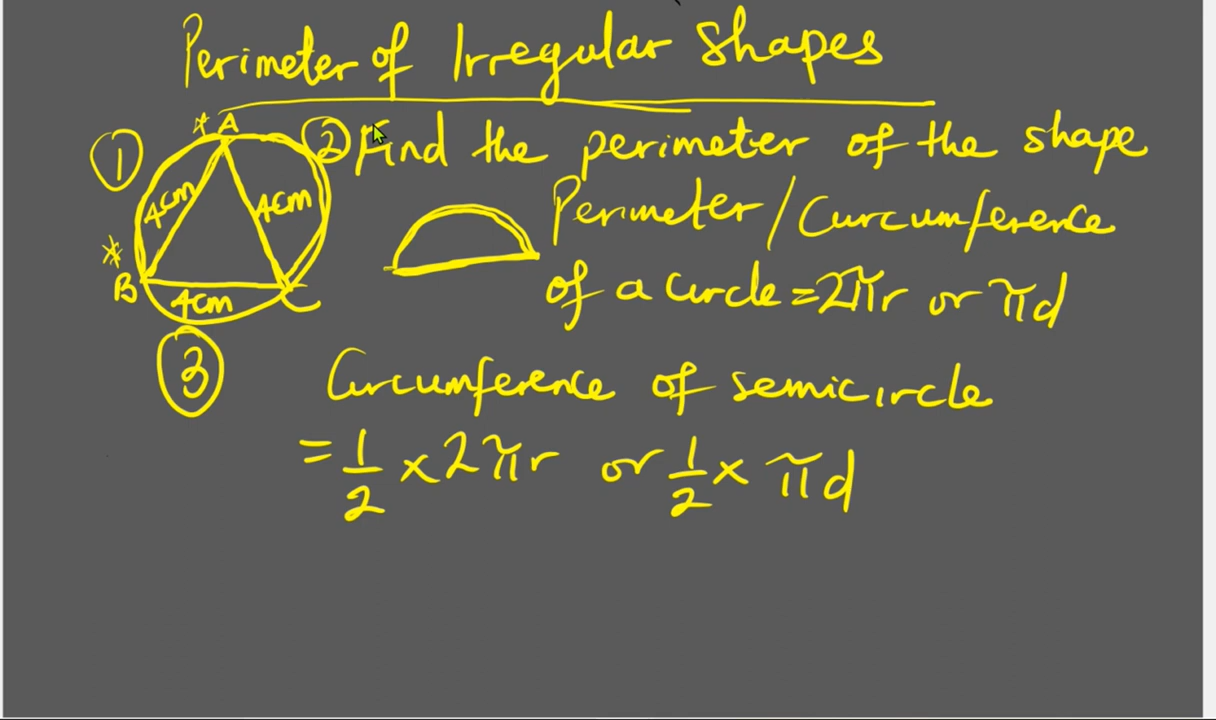 Perimeter of Irregular Shapes
* A
① ② Find the perimeter of the shape
4cm 4cm Perimeter/Curcumference
* B 4cm C of a circle = 2πr or πd
③ Circumference of semicircle
= 1/2 × 2πr or 1/2 × πd